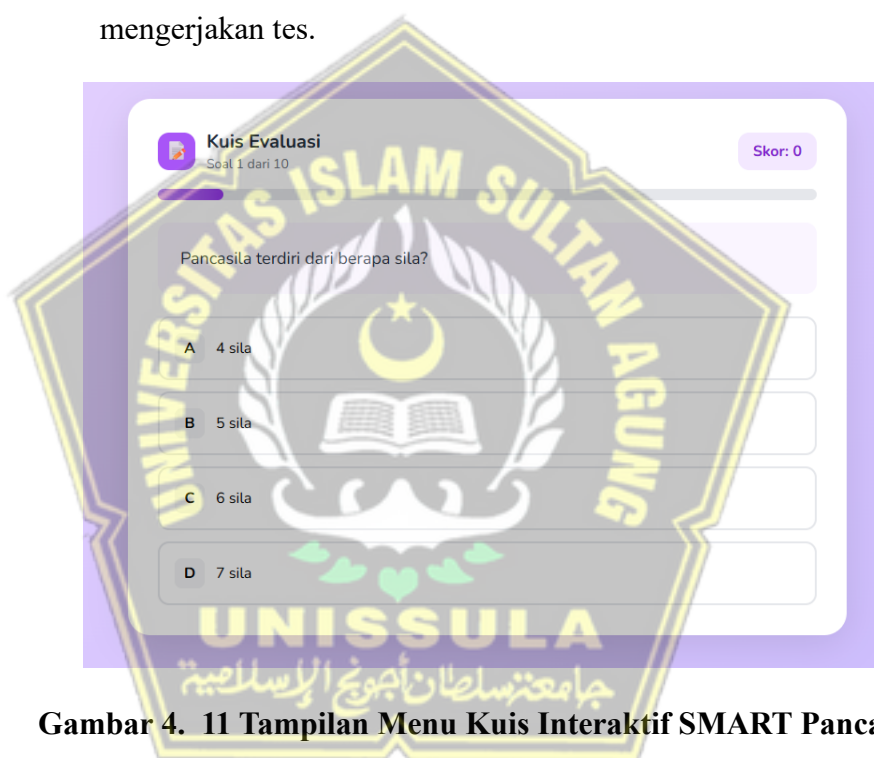 mengerjakan tes.
Kuis Evaluasi
Soal 1 dari 10
Skor: 0
Pancasila terdiri dari berapa sila?
A 4 sila
B 5 sila
C 6 sila
D 7 sila
UNIVERSITAS ISLAM SULTAN AGUNG
UNISSULA
جامعة سلطان أجونج الإسلامية
Gambar 4. 11 Tampilan Menu Kuis Interaktif SMART Panca